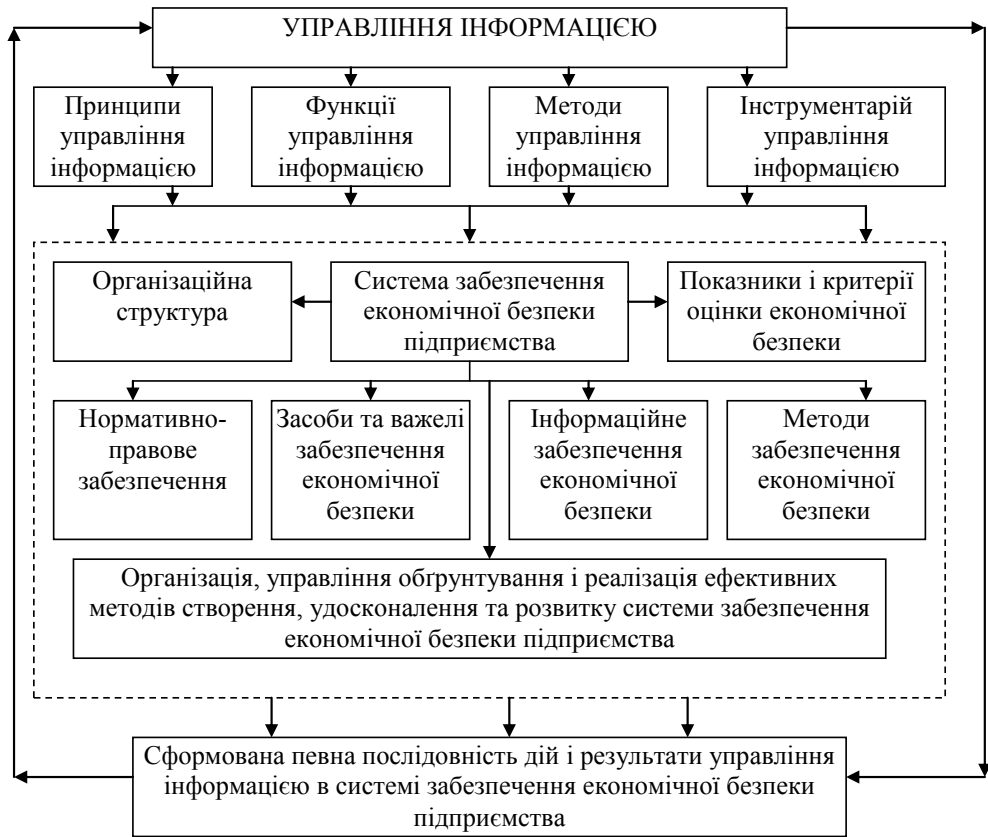 УПРАВЛІННЯ ІНФОРМАЦІЄЮ
Принципи
управління
інформацією
Функції
управління
інформацією
Методи
управління
інформацією
Інструментарій
управління
інформацією
Організаційна
структура
Система забезпечення
економічної безпеки
підприємства
Показники і критерії
оцінки економічної
безпеки
Нормативно-
правове
забезпечення
Засоби та важелі
забезпечення
економічної
безпеки
Інформаційне
забезпечення
економічної
безпеки
Методи
забезпечення
економічної
безпеки
Організація, управління обґрунтування і реалізація ефективних
методів створення, удосконалення та розвитку системи забезпечення
економічної безпеки підприємства
Сформована певна послідовність дій і результати управління
інформацією в системі забезпечення економічної безпеки
підприємства